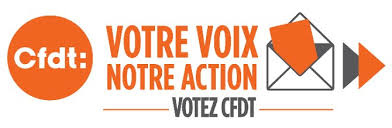 Cfdt:
VOTRE VOIX
NOTRE ACTION
VOTEZ CFDT